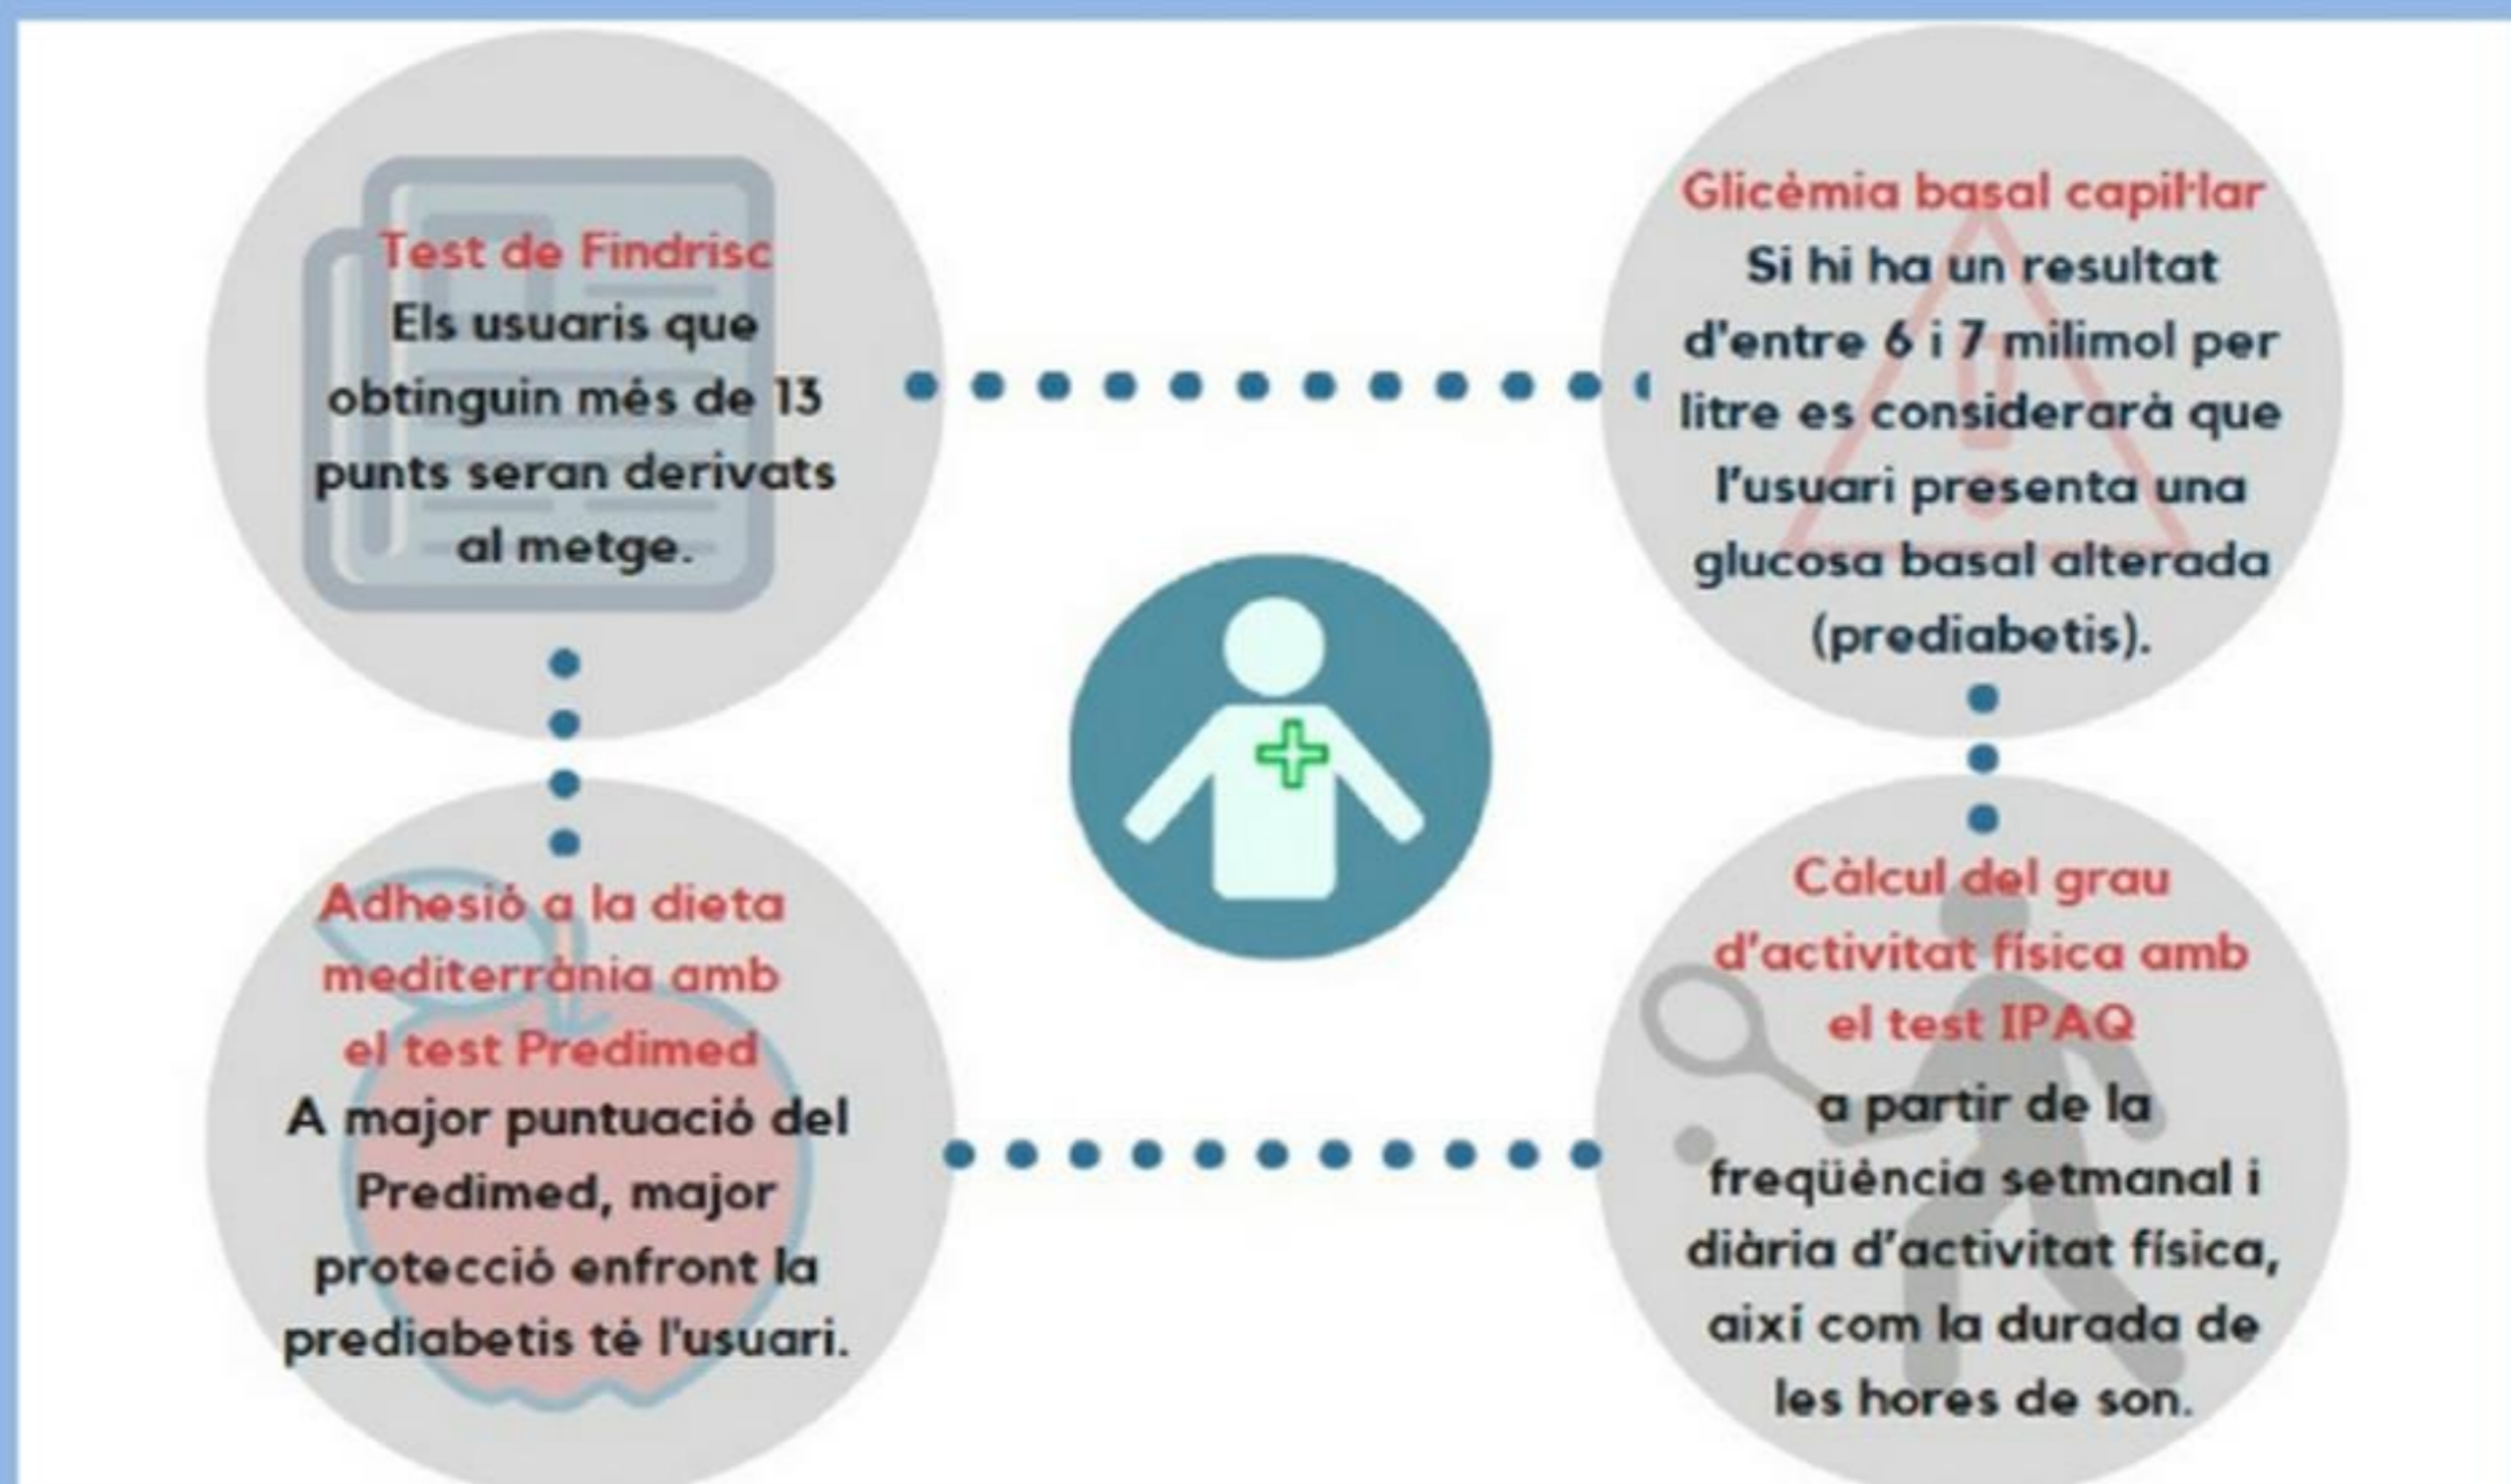 Test de Findrisc
Els usuaris que
obtinguin més de 13
punts seran derivats
al metge.
Glicèmia basal capil·lar
Si hi ha un resultat
d'entre 6 i 7 milimol per
litre es considerarà que
l'usuari presenta una
glucosa basal alterada
(prediabetis).
Adhesió a la dieta
mediterrània amb
el test Predimed
A major puntuació del
Predimed, major
protecció enfront la
prediabetis té l'usuari.
Càlcul del grau
d'activitat física amb
el test IPAQ
a partir de la
freqüència setmanal i
diària d'activitat física,
així com la durada de
les hores de son.